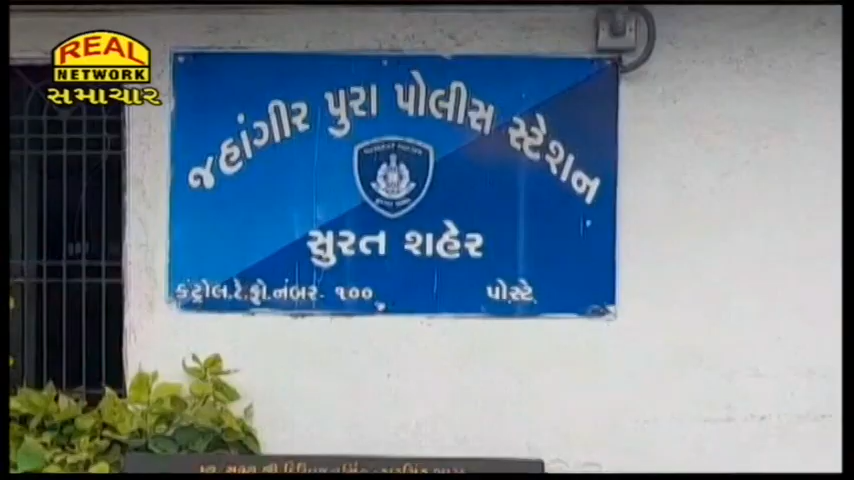 REAL
NETWORK
સમાચાર
જહાંગીર પુરા પોલીસ સ્ટેશન
સુરત શહેર
કંટ્રોલ.ટે.ફો.નંબર- ૧૦૦
પો.સ્ટે.